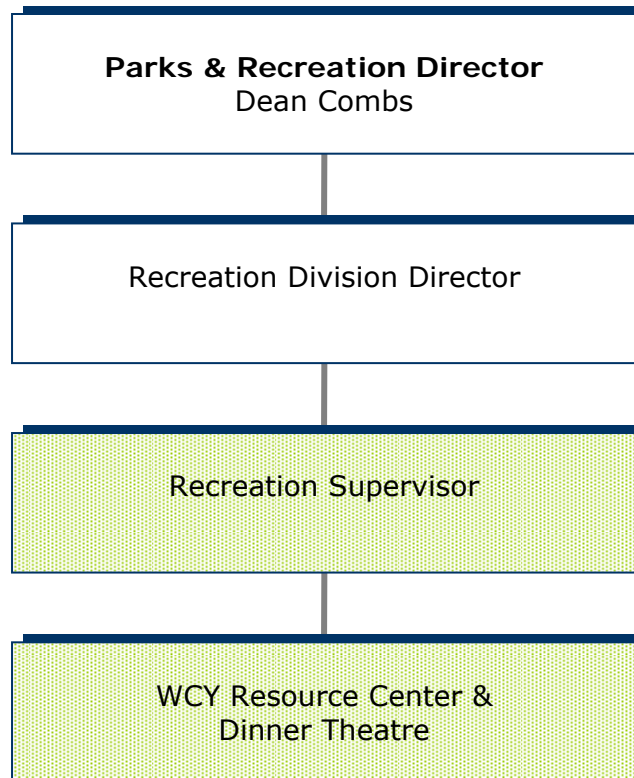 Parks & Recreation Director
Dean Combs
Recreation Division Director
Recreation Supervisor
WCY Resource Center &
Dinner Theatre